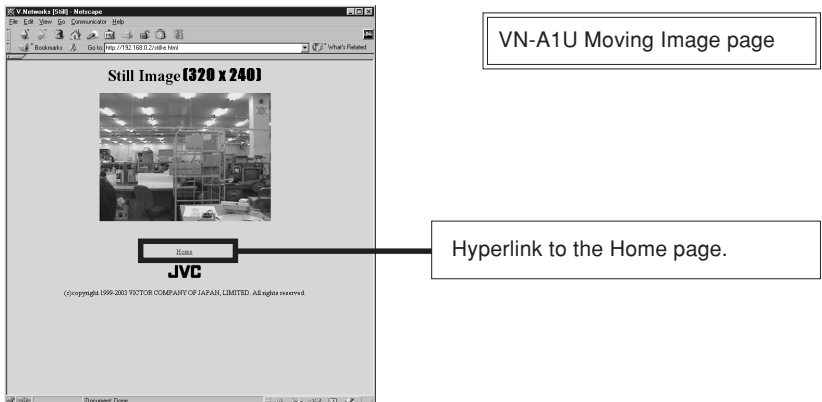 V.Networks [Still] - Netscape
File Edit View Go Communicator Help
Bookmarks Go to: http://192.168.0.2/still/e.html What's Related
Still Image (320 x 240)
Home
JVC
(c)copyright 1999-2003 VICTOR COMPANY OF JAPAN, LIMITED. All rights reserved.
Document: Done
VN-A1U Moving Image page
Hyperlink to the Home page.